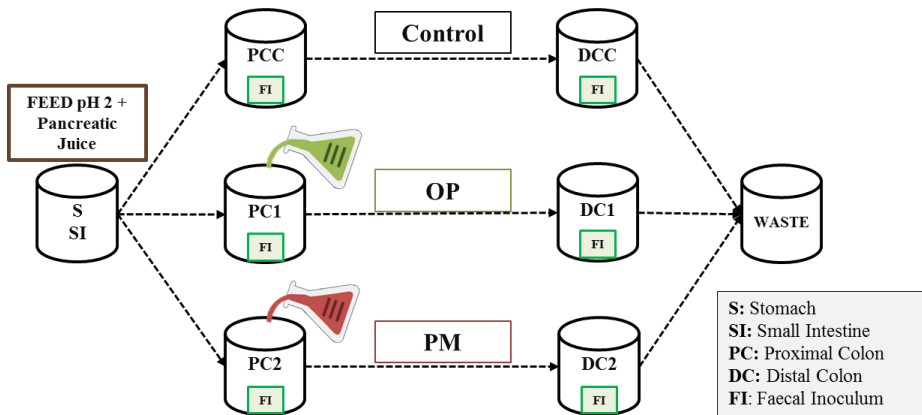 Control
PCC
FI
DCC
FI
FEED pH 2 +
Pancreatic
Juice
S
SI
PC1
FI
OP
DC1
FI
WASTE
PC2
FI
PM
DC2
FI
S: Stomach
SI: Small Intestine
PC: Proximal Colon
DC: Distal Colon
FI: Faecal Inoculum